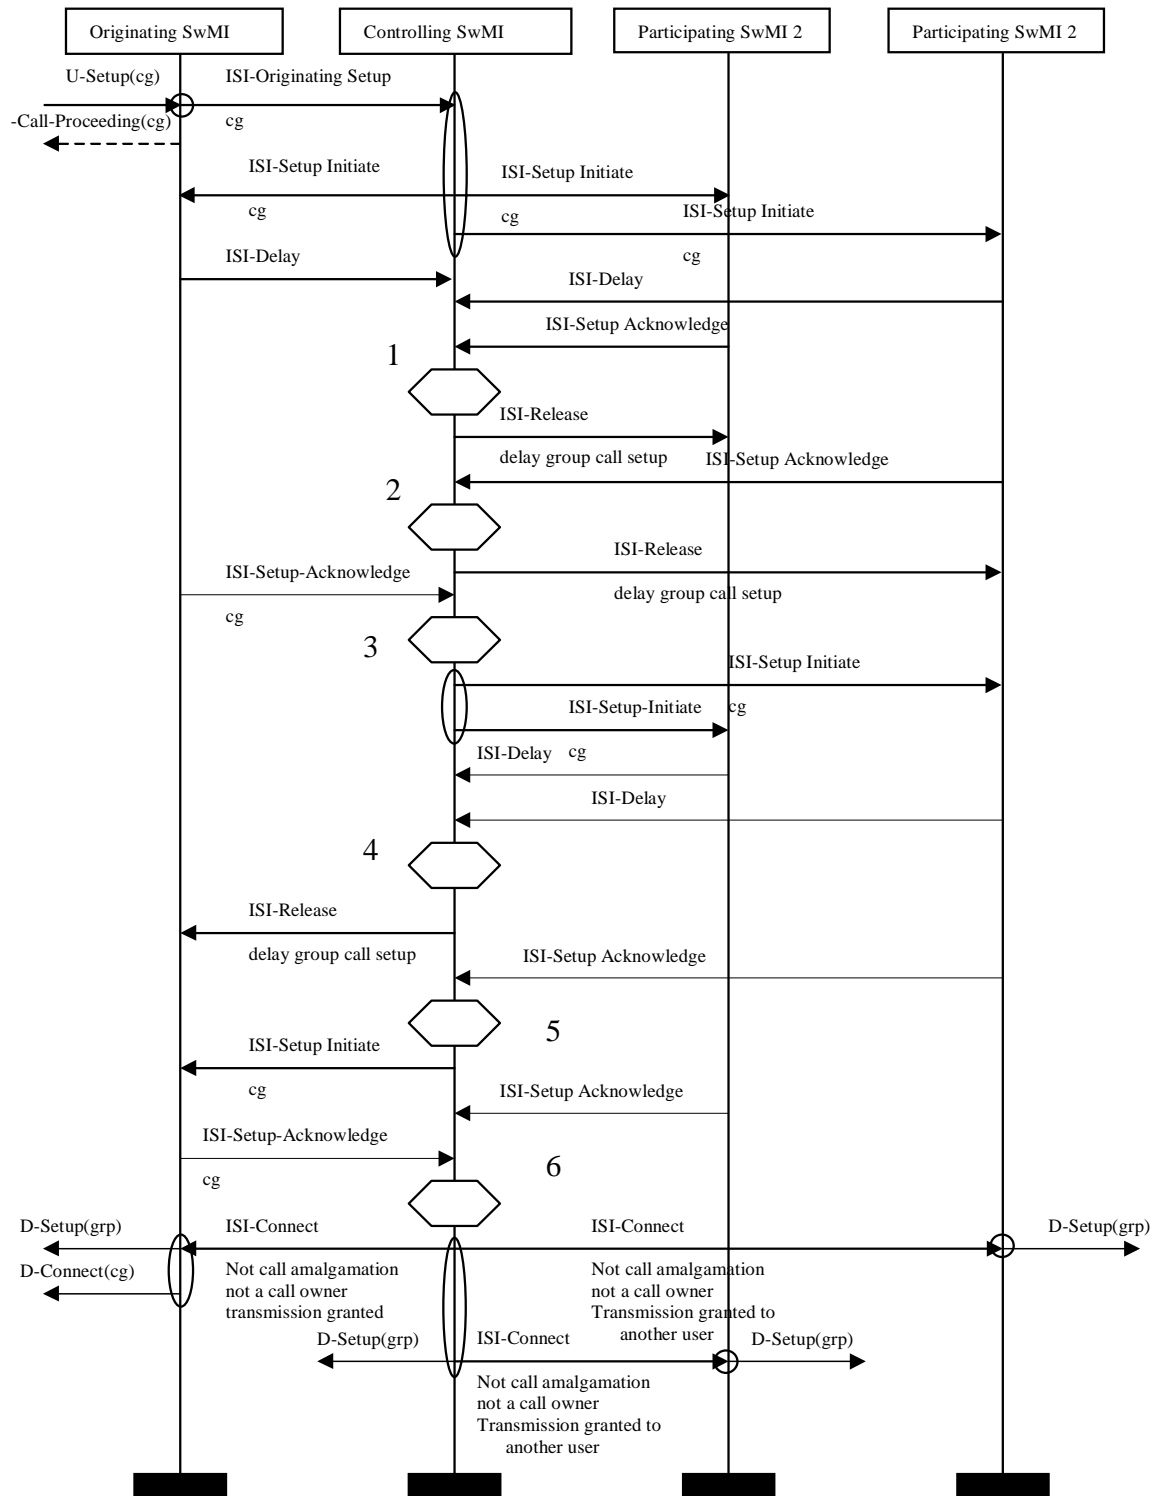 Originating SwMI
Controlling SwMI
Participating SwMI 2
Participating SwMI 2
U-Setup(cg)
ISI-Originating Setup
-Call-Proceeding(cg)
cg
ISI-Setup Initiate
ISI-Setup Initiate
cg
cg
ISI-Setup Initiate
ISI-Delay
cg
ISI-Delay
ISI-Setup Acknowledge
1
ISI-Release
delay group call setup
ISI-Setup Acknowledge
2
ISI-Release
ISI-Setup-Acknowledge
delay group call setup
cg
3
ISI-Setup Initiate
ISI-Setup-Initiate
cg
ISI-Delay
cg
ISI-Delay
4
ISI-Release
delay group call setup
ISI-Setup Acknowledge
5
ISI-Setup Initiate
cg
ISI-Setup Acknowledge
ISI-Setup-Acknowledge
6
cg
D-Setup(grp)
ISI-Connect
ISI-Connect
D-Setup(grp)
D-Connect(cg)
Not call amalgamation
not a call owner
transmission granted
Not call amalgamation
not a call owner
Transmission granted to
another user
D-Setup(grp)
ISI-Connect
D-Setup(grp)
Not call amalgamation
not a call owner
Transmission granted to
another user